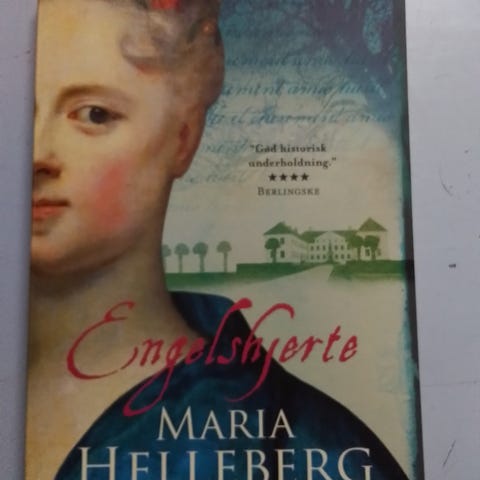 "God historisk
underholdning."
★★★★
BERLINGSKE
Engelshjerte
MARIA
HELLEBERG